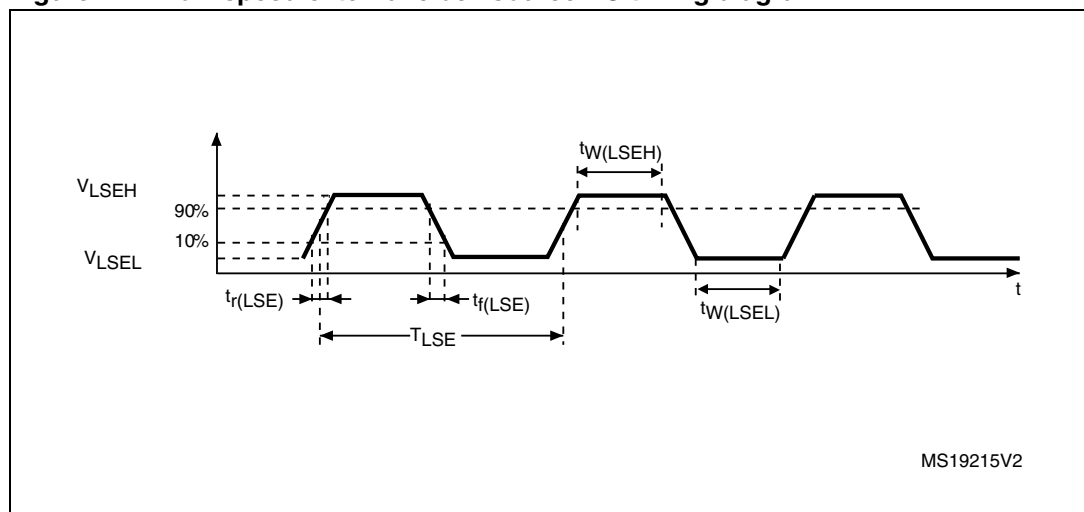 tW(LSEH)
VLSEH
90%
10%
VLSEL
tr(LSE)
tf(LSE)
TLSE
tW(LSEL)
t
MS19215V2